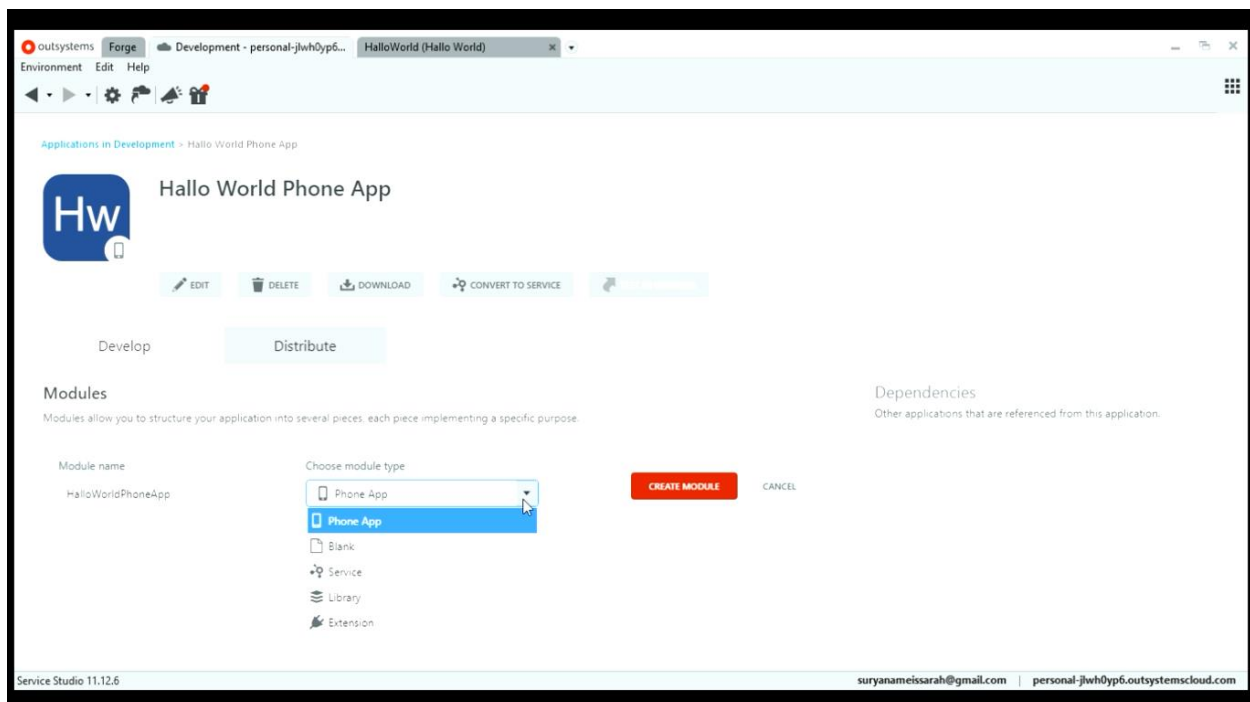 outsystems Forge Development - personal-jlwh0yp6... HalloWorld (Hallo World)
Environment Edit Help
Applications in Development > Hallo World Phone App
Hw
Hallo World Phone App
EDIT DELETE DOWNLOAD CONVERT TO SERVICE
Develop Distribute
Modules
Modules allow you to structure your application into several pieces, each piece implementing a specific purpose.
Dependencies
Other applications that are referenced from this application.
Module name
Choose module type
HalloWorldPhoneApp
Phone App
CREATE MODULE CANCEL
Phone App
Blank
Service
Library
Extension
Service Studio 11.12.6
suryanameissarah@gmail.com | personal-jlwh0yp6.outsystemscloud.com